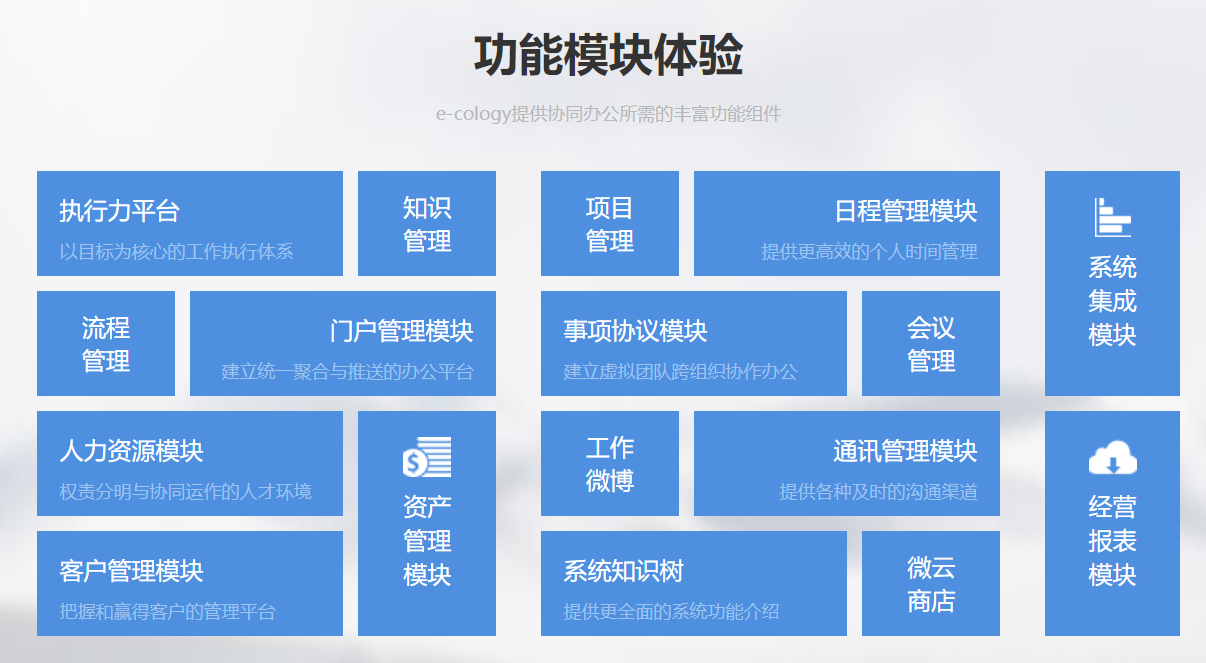 功能模块体验
e-cology提供协同办公所需的丰富功能组件
执行力平台
以目标为核心的工作执行体系
知识
管理
流程
管理
门户管理模块
建立统一聚合与推送的办公平台
人力资源模块
权责分明与协同运作的人才环境
资产
管理
模块
客户管理模块
把握和赢得客户的管理平台
项目
管理
日程管理模块
提供更高效的个人时间管理
事项协议模块
建立虚拟团队跨组织协作办公
会议
管理
工作
微博
通讯管理模块
提供各种及时的沟通渠道
系统知识树
提供更全面的系统功能介绍
微云
商店
系统
集成
模块
经营
报表
模块